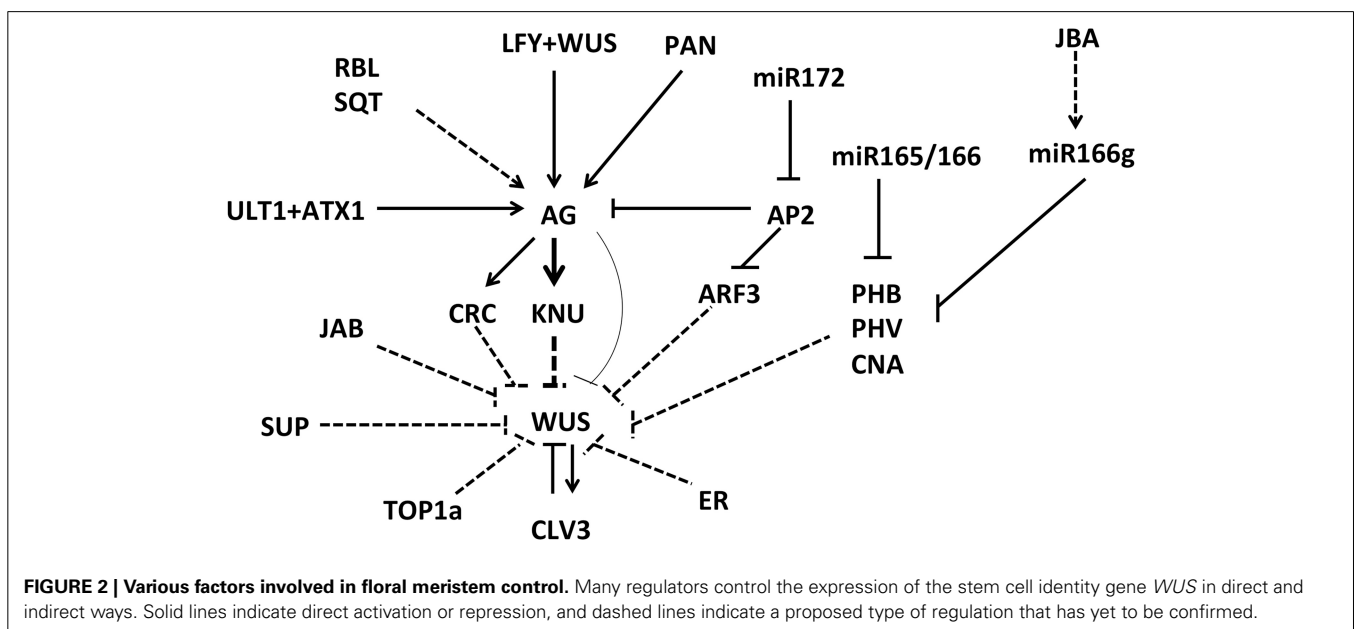 LFY+WUS
PAN
JBA
RBL
SQT
miR172
miR165/166
miR166g
ULT1+ATX1
AG
AP2
CRC
KNU
ARF3
PHB
PHV
CNA
JAB
SUP
WUS
TOP1a
ER
CLV3
FIGURE 2 | Various factors involved in floral meristem control. Many regulators control the expression of the stem cell identity gene WUS in direct and
indirect ways. Solid lines indicate direct activation or repression, and dashed lines indicate a proposed type of regulation that has yet to be confirmed.